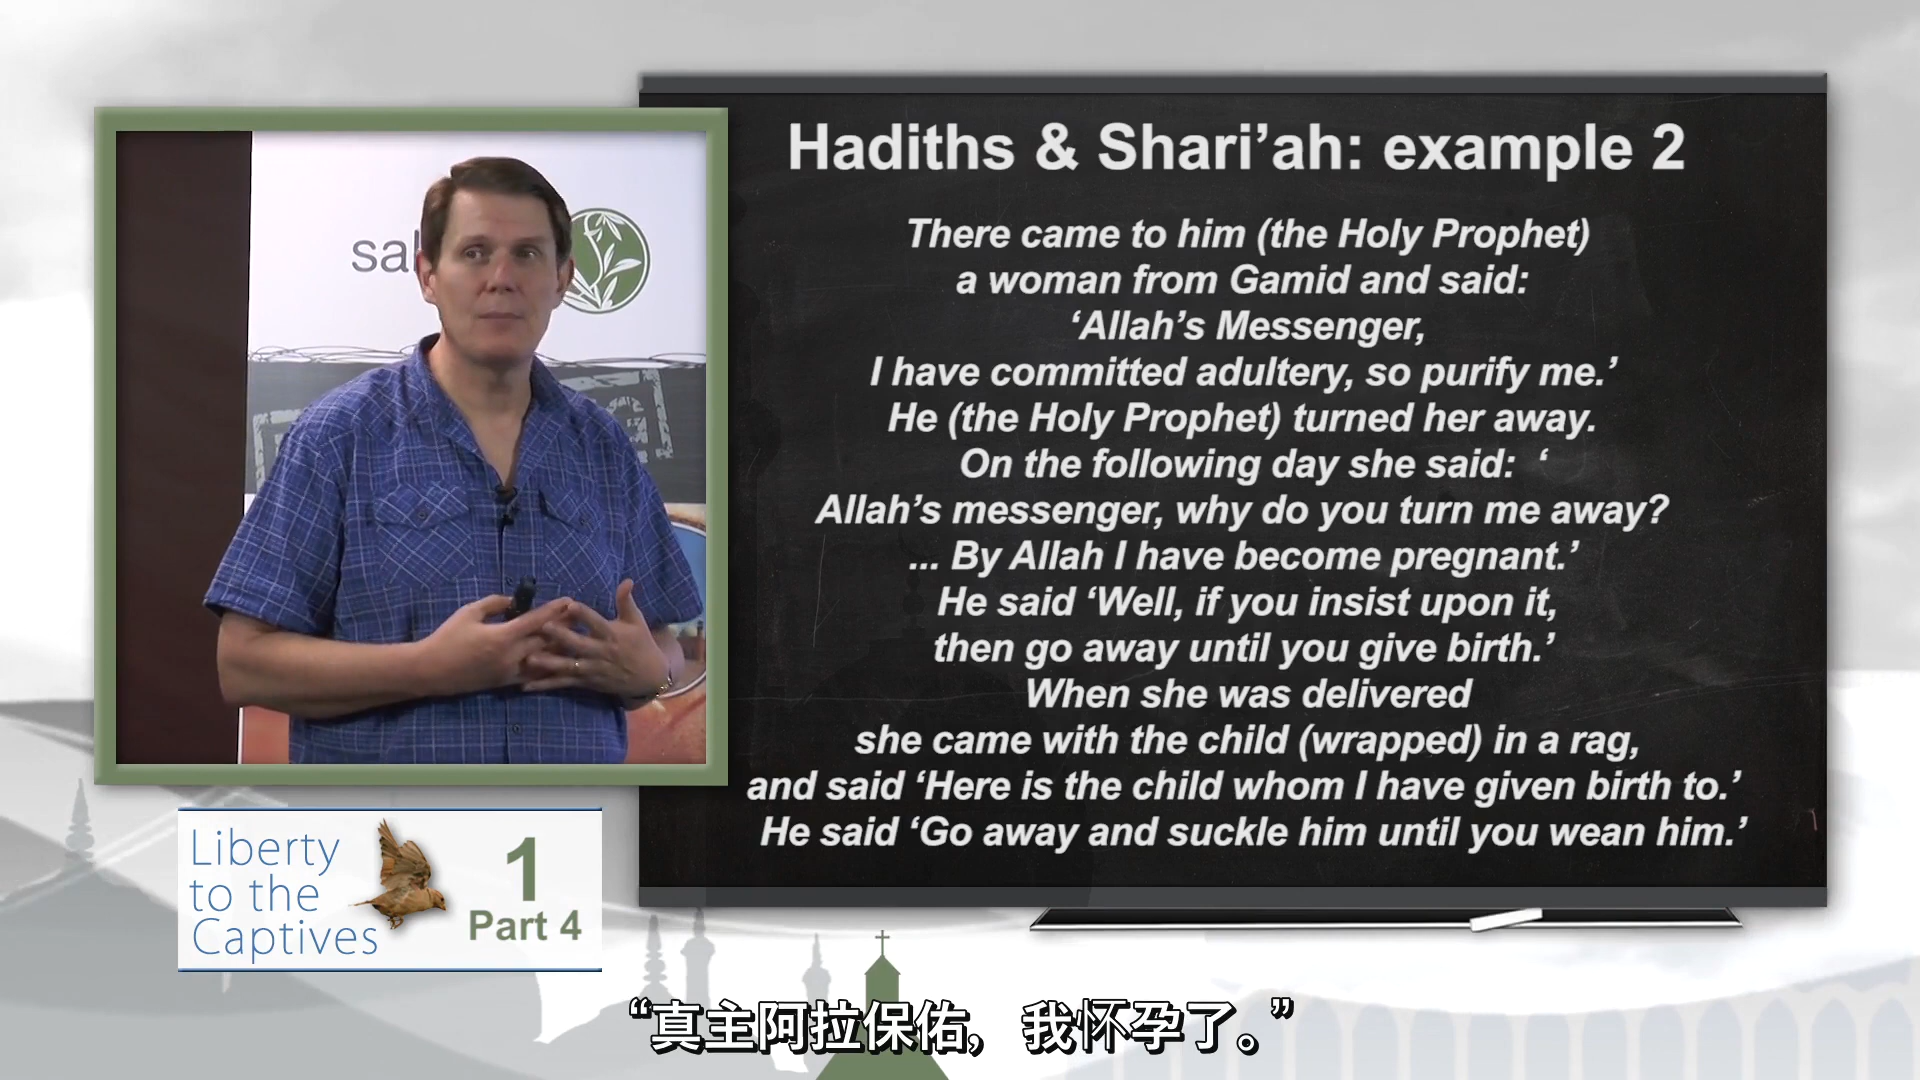 Hadiths & Shari’ah: example 2
There came to him (the Holy Prophet)
a woman from Gamid and said:
‘Allah’s Messenger,
I have committed adultery, so purify me.’
He (the Holy Prophet) turned her away.
On the following day she said:  ‘
Allah’s messenger, why do you turn me away?
... By Allah I have become pregnant.’
He said ‘Well, if you insist upon it,
then go away until you give birth.’
When she was delivered
she came with the child (wrapped) in a rag,
and said ‘Here is the child whom I have given birth to.’
He said ‘Go away and suckle him until you wean him.’
sal
Liberty
to the
Captives
1
Part 4
“真主阿拉保佑，我怀孕了。”